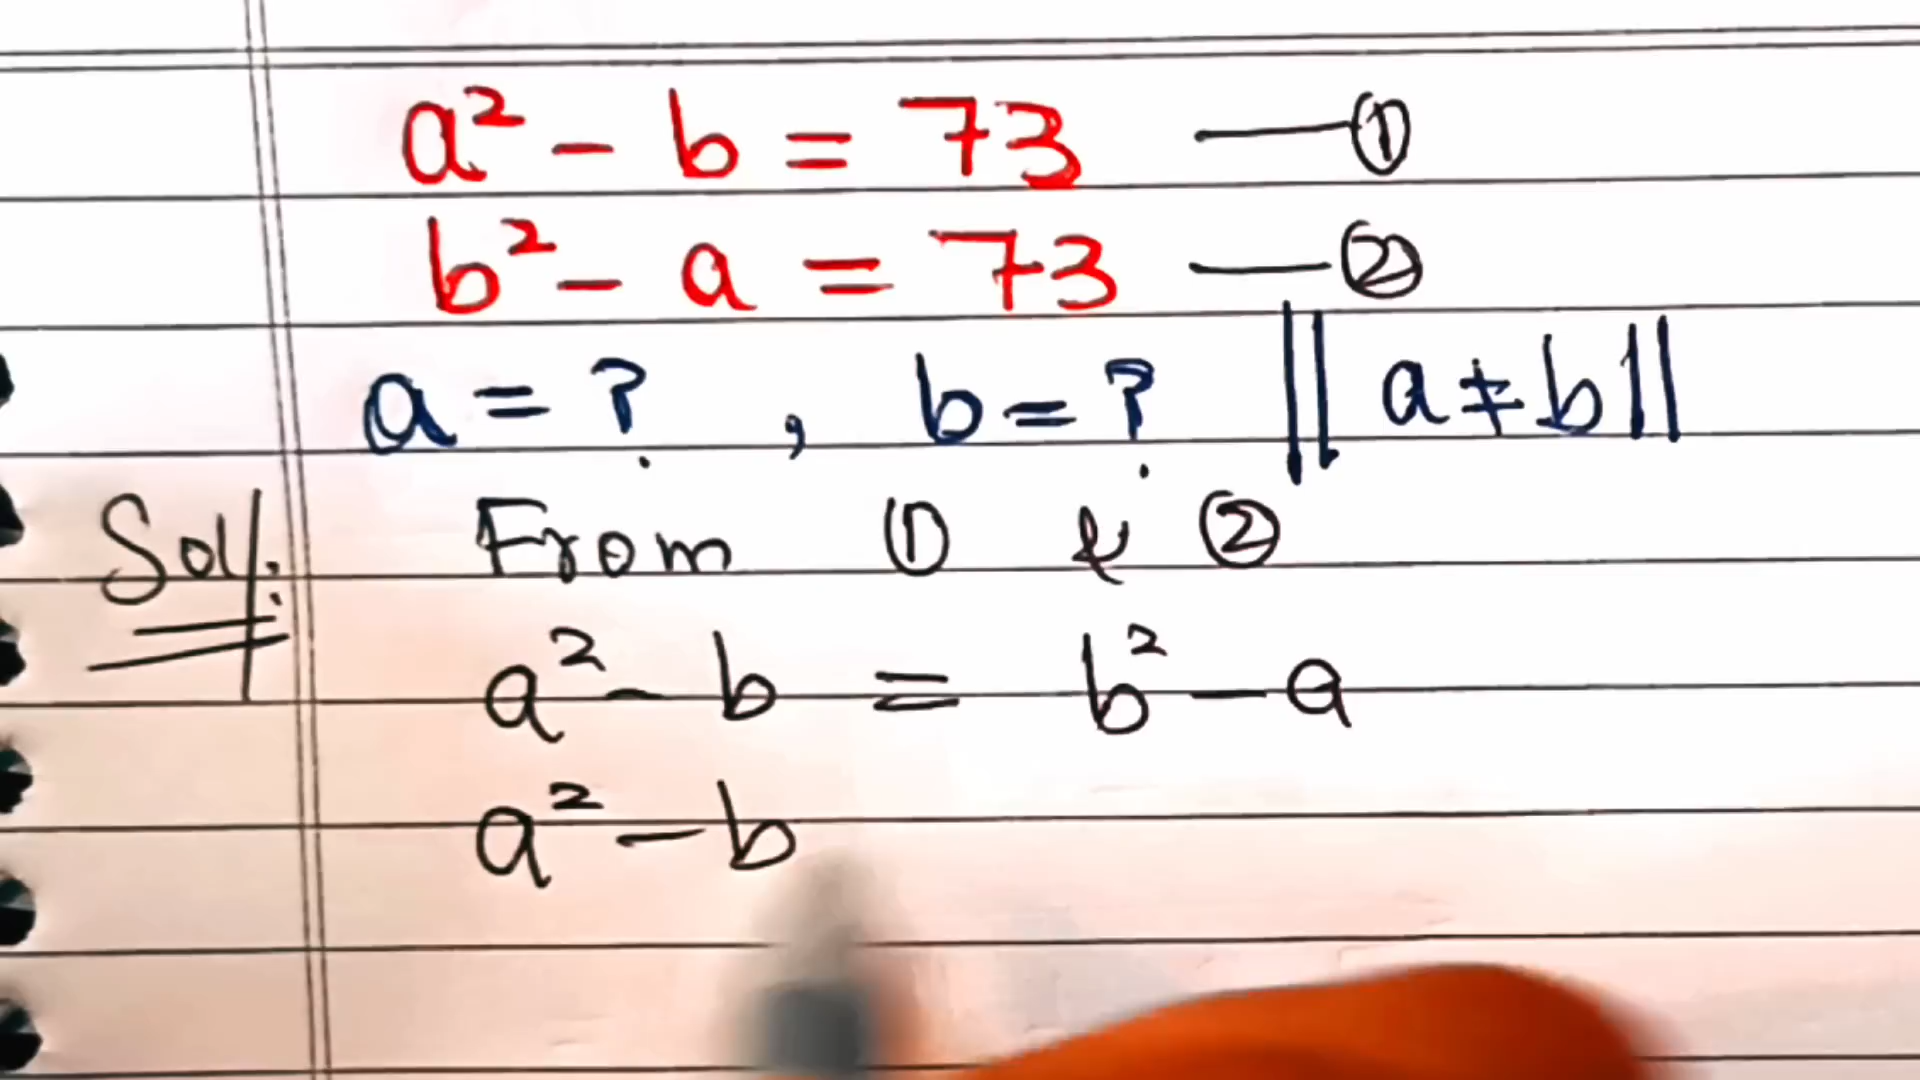 a² - b = 73 —①
b² - a = 73 —②
a = ? , b = ? || a ≠ b ||
Sol: From ① & ②
a² - b = b² - a
a² - b